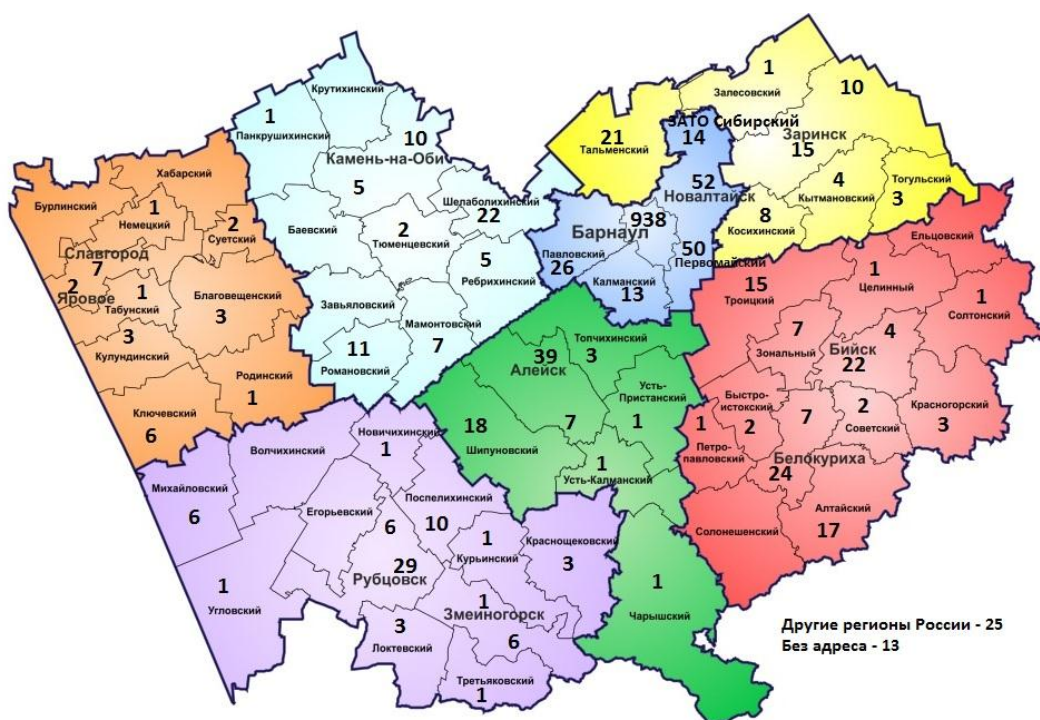 1
Залесовский
10
ЗАТО Сибирский
14
21
Тальменский
Заринск
15
4
Кытмановский
Тогульский
3
8
Косихинский
52
Новалтайск
938
Барнаул
50
Первомайский
Павловский
26
Калманский
13
Крутихинский
1
Панкрушихинский
10
Камень-на-Оби
5
Шелаболихинский
22
Баевский
2
Тюменцевский
5
Ребрихинский
Завьяловский
Мамонтовский
7
11
Романовский
Хабарский
Бурлинский
1
Немецкий
2
Суетский
Славгород
7
2
Яровое
1
Табунский
Благовещенский
3
3
Кулундинский
Родинский
1
Ключевский
6
39
Алейск
Топчихинский
3
Усть-
Пристанский
1
18
Шипуновский
7
1
Усть-Калманский
1
Чарышский
Ельцовский
15
Троицкий
1
Целинный
1
Солтонский
7
Зональный
4
Бийск
22
Быстро-
истокский
2
1
Петро-
павловский
7
2
Советский
Красногорский
3
Белокуриха
24
Солонешенский
Алтайский
17
Новичихинский
1
Волчихинский
Михайловский
6
Егорьевский
Поспелихинский
10
6
29
Рубцовск
1
Курьинский
Краснощековский
3
1
Угловский
1
Змеиногорск
6
3
Локтевский
Третьяковский
1
Другие регионы России - 25
Без адреса - 13